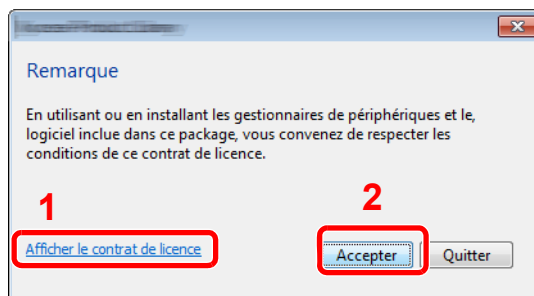 Remarque
En utilisant ou en installant les gestionnaires de périphériques et le,
logiciel inclue dans ce package, vous convenez de respecter les
conditions de ce contrat de licence.
1
2
Afficher le contrat de licence
Accepter
Quitter